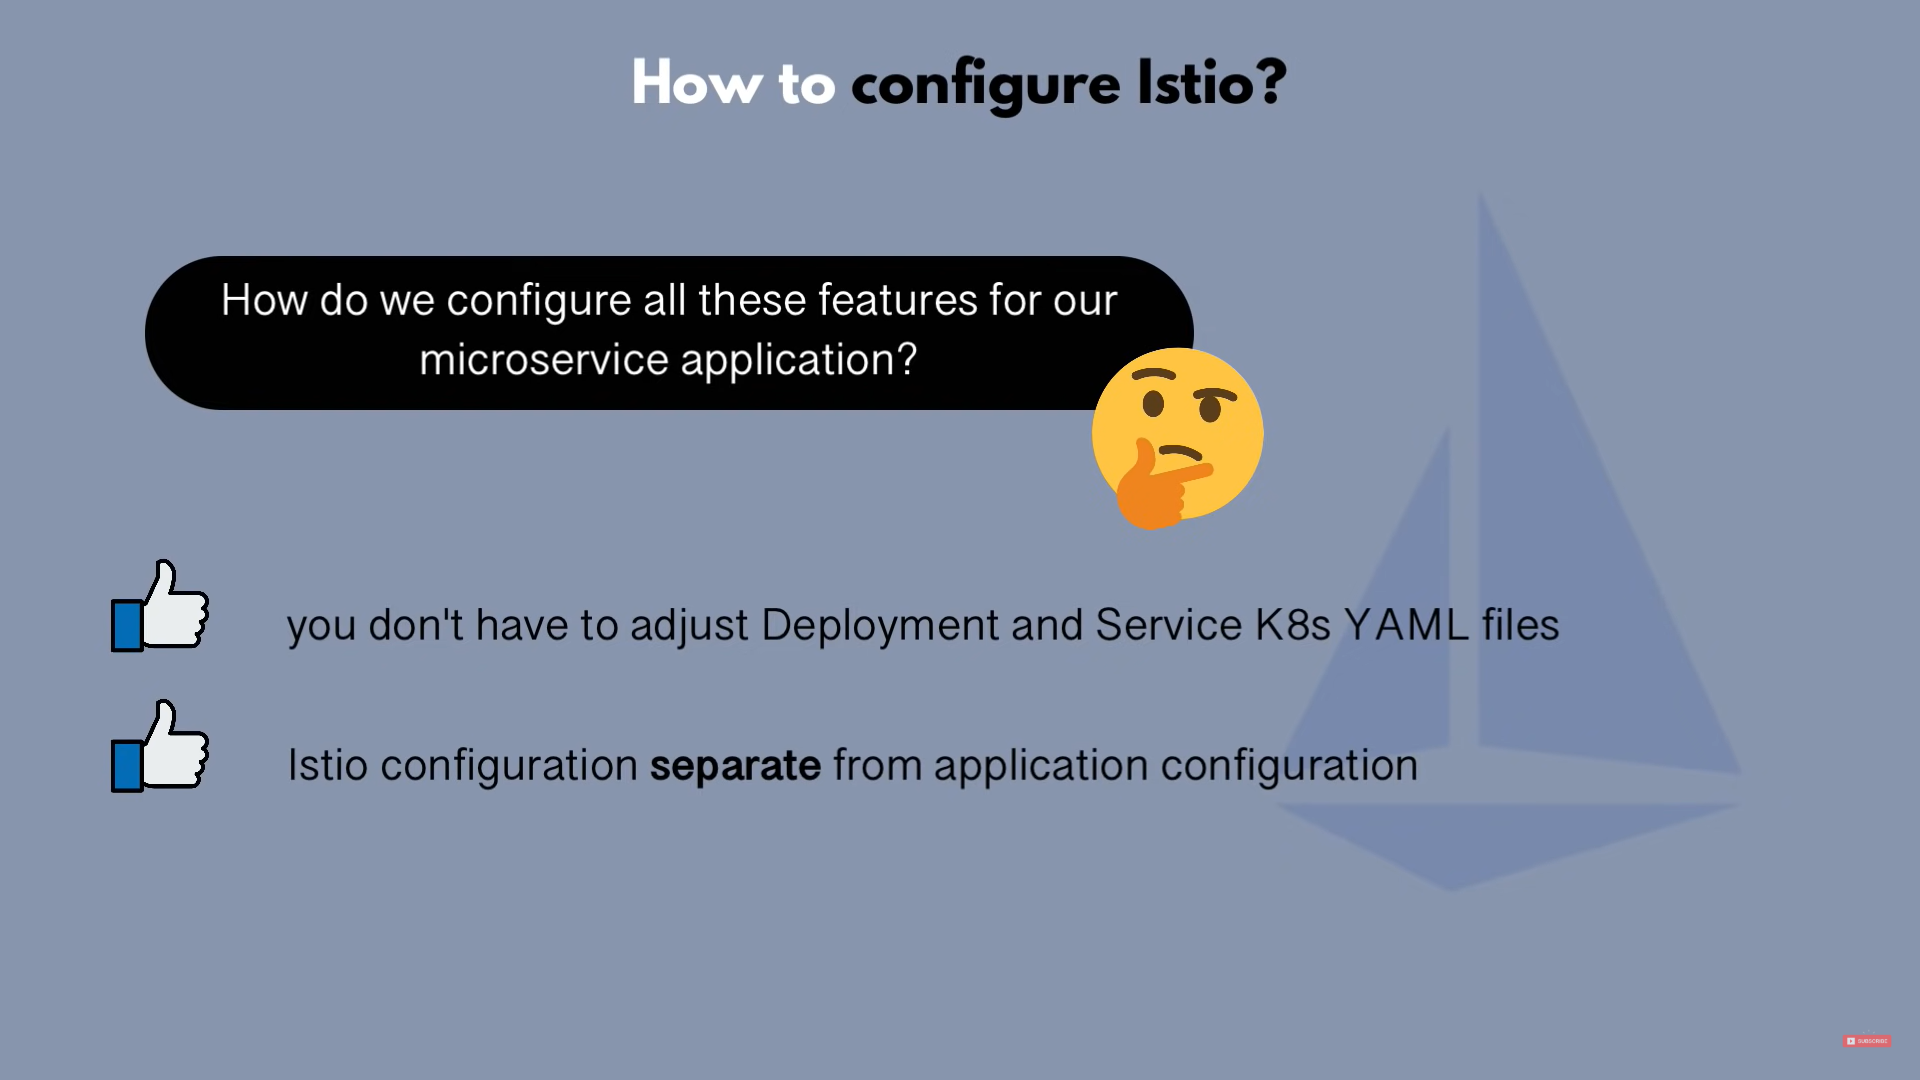 How to configure Istio?
How do we configure all these features for our
microservice application?
you don't have to adjust Deployment and Service K8s YAML files
Istio configuration separate from application configuration
SUBSCRIBE